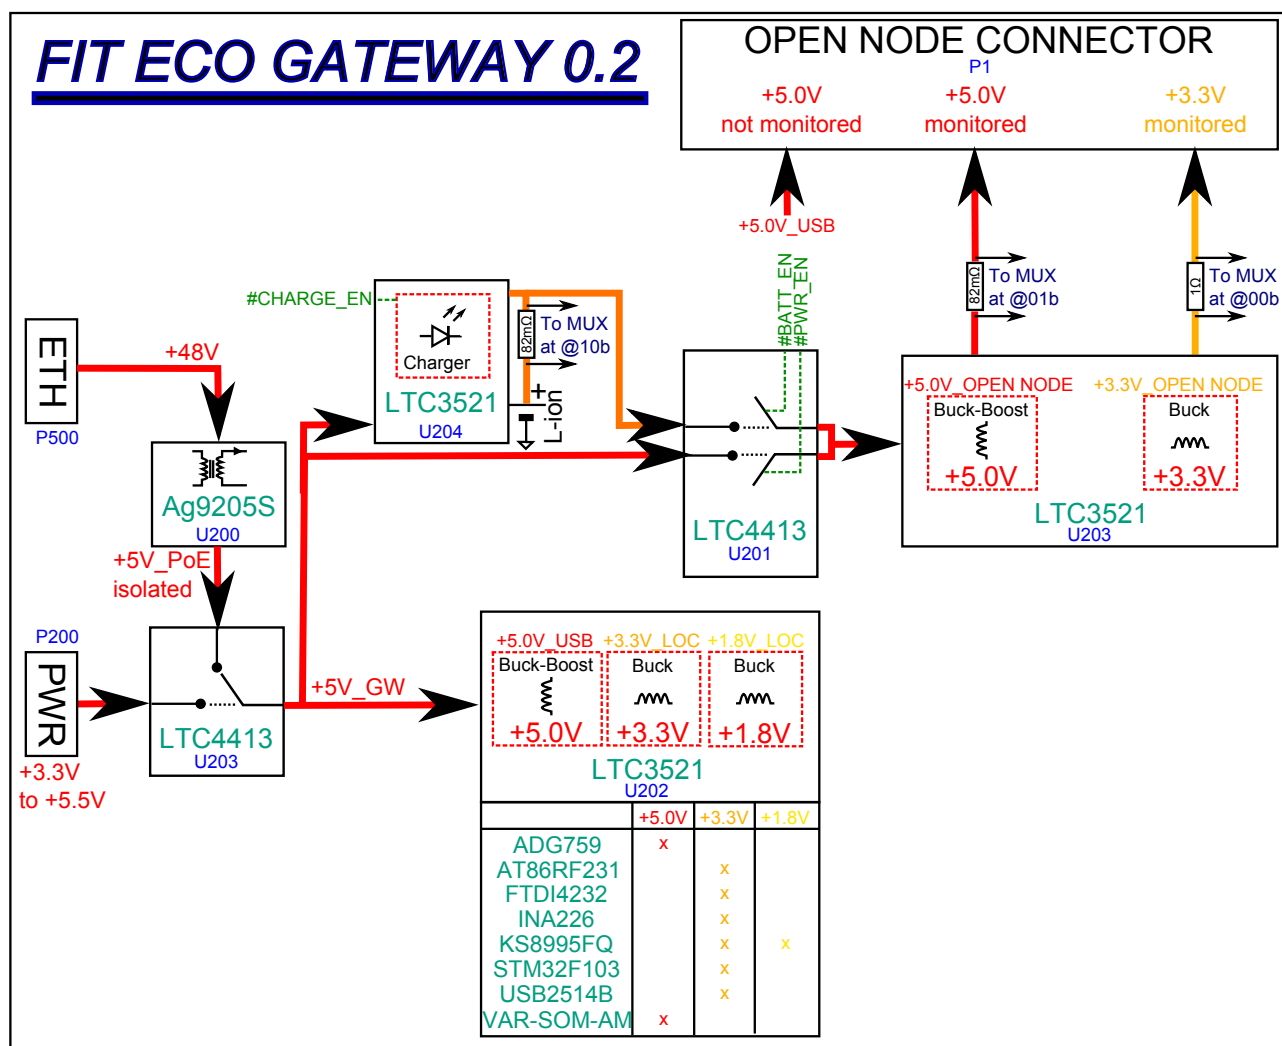 FIT ECO GATEWAY 0.2
OPEN NODE CONNECTOR
P1
+5.0V
not monitored
+5.0V
monitored
+3.3V
monitored
+5.0V_USB
#BATT_EN
#PWR_EN
82mΩ
To MUX
at @01b
1Ω
To MUX
at @00b
#CHARGE_EN
Charger
LTC3521
U204
82mΩ
To MUX
at @10b
+
L-ion
ETH
P500
+48V
Ag9205S
U200
+5V_PoE
isolated
LTC4413
U201
+5.0V_OPEN NODE
Buck-Boost
+5.0V
+3.3V_OPEN NODE
Buck
+3.3V
LTC3521
U203
P200
PWR
+3.3V
to +5.5V
LTC4413
U203
+5V_GW
+5.0V_USB
Buck-Boost
+5.0V
+3.3V_LOC
Buck
+3.3V
+1.8V_LOC
Buck
+1.8V
LTC3521
U202
+5.0V +3.3V +1.8V
ADG759 x
AT86RF231 x
FTDI4232 x
INA226 x
KS8995FQ x x
STM32F103 x
USB2514B x
VAR-SOM-AM x